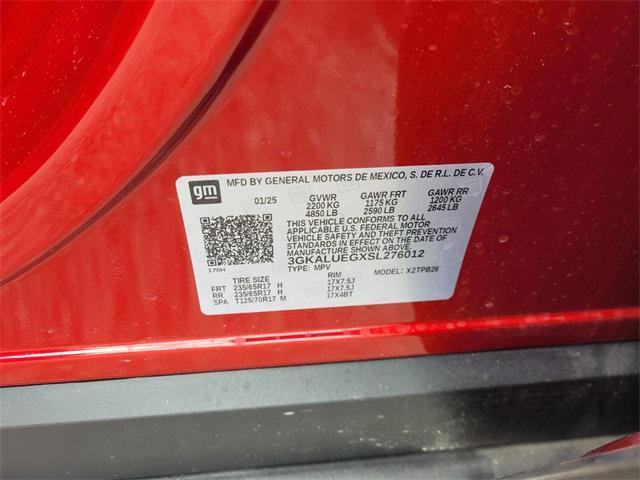 gm
MFD BY GENERAL MOTORS DE MEXICO, S. DE R.L. DE C.V.
01/25 GVWR GAWR FRT GAWR RR
2200 KG 1175 KG 1200 KG
4850 LB 2590 LB 2645 LB
THIS VEHICLE CONFORMS TO ALL
APPLICABLE U.S. FEDERAL MOTOR
VEHICLE SAFETY AND THEFT PREVENTION
STANDARDS IN EFFECT ON THE DATE OF
MANUFACTURE SHOWN ABOVE.
3GKALUEGXSL276012
170H
TYPE: MPV MODEL: X2TPB26
TIRE SIZE RIM
FRT 235/65R17 H 17X7.5J
RR 235/65R17 H 17X7.5J
SPA T125/70R17 M 17X4BT